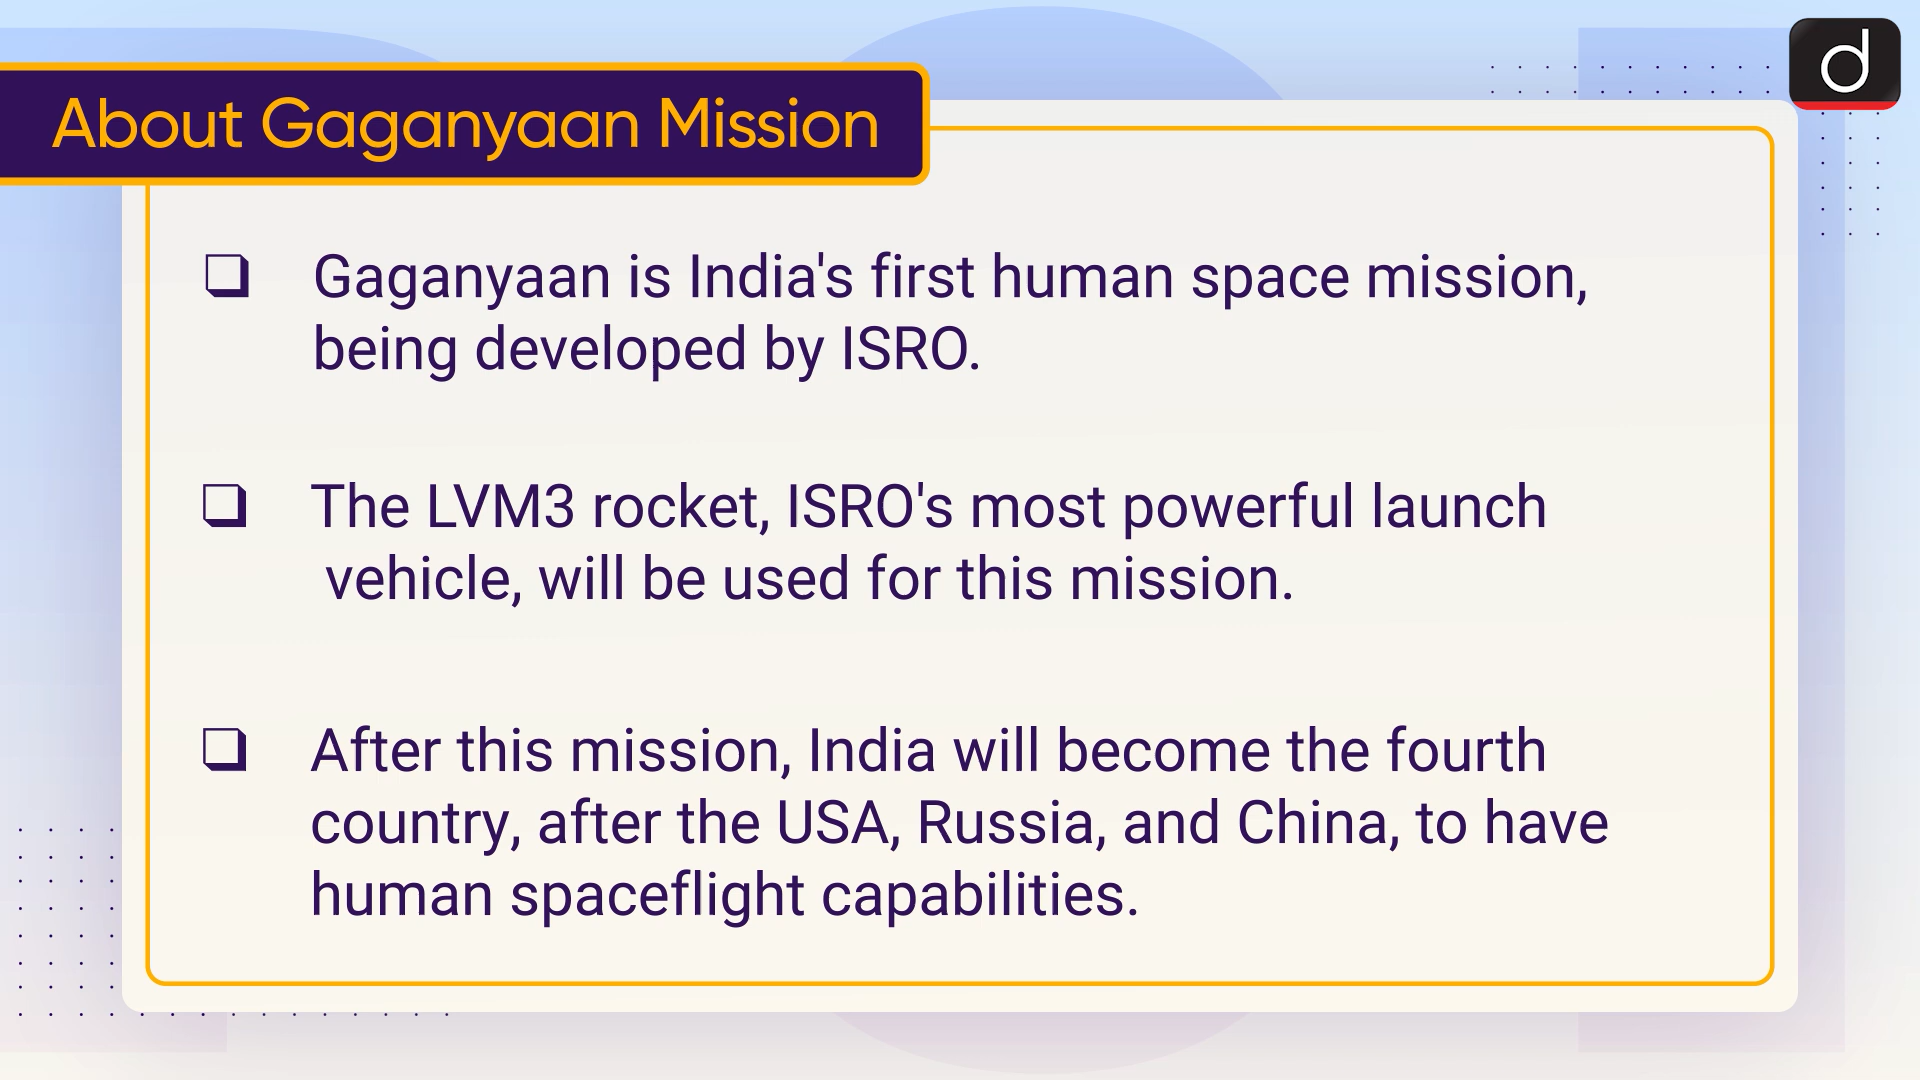 About Gaganyaan Mission
d
❑ Gaganyaan is India's first human space mission,
being developed by ISRO.
❑ The LVM3 rocket, ISRO's most powerful launch
vehicle, will be used for this mission.
❑ After this mission, India will become the fourth
country, after the USA, Russia, and China, to have
human spaceflight capabilities.